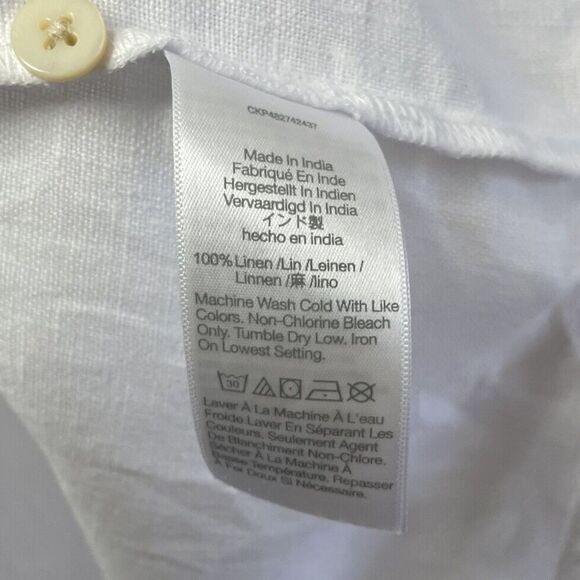 CKP482742437
Made In India
Fabriqué En Inde
Hergestellt In Indien
Vervaardigd In India
インド製
hecho en india
100% Linen /Lin /Leinen /
Linnen /麻 /lino
Machine Wash Cold With Like
Colors. Non-Chlorine Bleach
Only. Tumble Dry Low. Iron
On Lowest Setting.
30
Laver À La Machine À L'eau
Froide.Laver En Séparant Les
Couleurs. Seulement Agent
De Blanchiment Non-Chlore.
Sécher À La Machine À
Basse Température. Repasser
À Fer Doux Si Nécessaire.